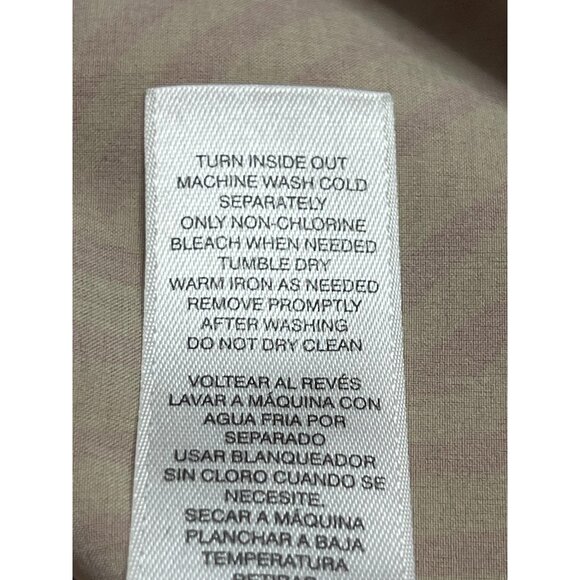 TURN INSIDE OUT
MACHINE WASH COLD
SEPARATELY
ONLY NON-CHLORINE
BLEACH WHEN NEEDED
TUMBLE DRY
WARM IRON AS NEEDED
REMOVE PROMPTLY
AFTER WASHING
DO NOT DRY CLEAN
VOLTEAR AL REVÉS
LAVAR A MÁQUINA CON
AGUA FRIA POR
SEPARADO
USAR BLANQUEADOR
SIN CLORO CUANDO SE
NECESITE.
SECAR A MÁQUINA
PLANCHAR A BAJA
TEMPERATURA